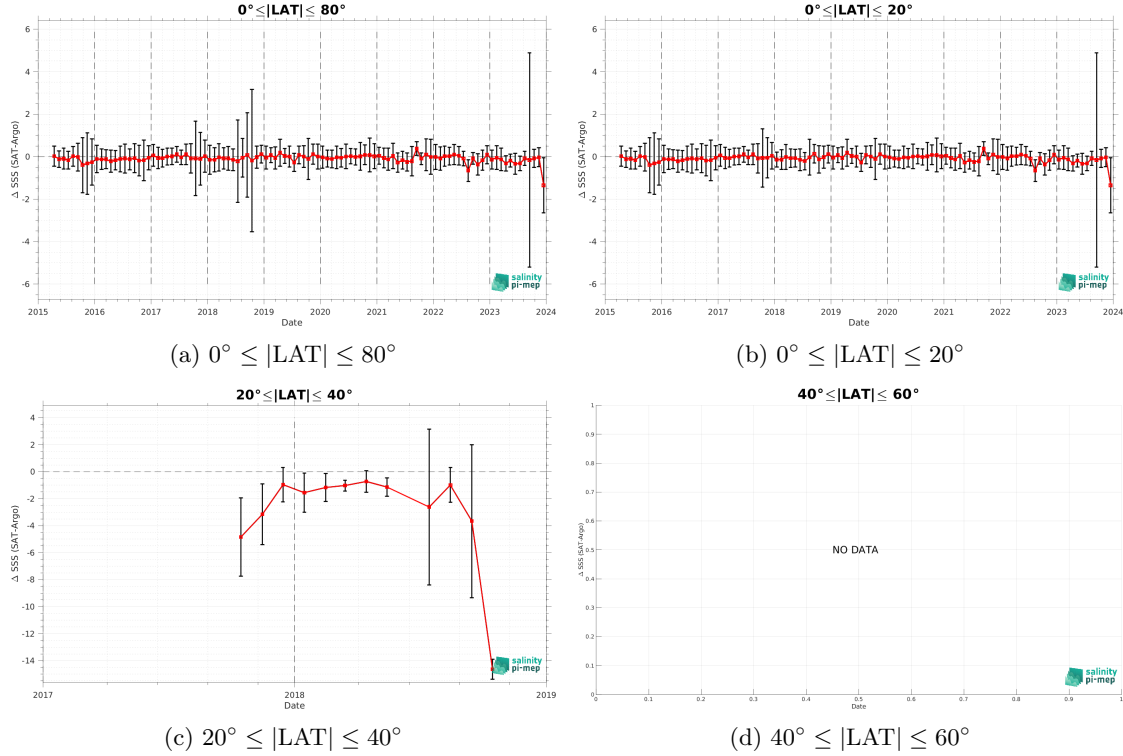 0°≤|LAT|≤ 80°
6
4
2
0
-2
-4
-6
Δ SSS (SAT-Argo)
2015 2016 2017 2018 2019 2020 2021 2022 2023 2024
Date
salinity
pi-mep
(a) 0° ≤ |LAT| ≤ 80°
0°≤|LAT|≤ 20°
6
4
2
0
-2
-4
-6
Δ SSS (SAT-Argo)
2015 2016 2017 2018 2019 2020 2021 2022 2023 2024
Date
salinity
pi-mep
(b) 0° ≤ |LAT| ≤ 20°
20°≤|LAT|≤ 40°
4
2
0
-2
-4
-6
-8
-10
-12
-14
Δ SSS (SAT-Argo)
2017 2018 2019
Date
salinity
pi-mep
(c) 20° ≤ |LAT| ≤ 40°
40°≤|LAT|≤ 60°
1
0.9
0.8
0.7
0.6
0.5
0.4
0.3
0.2
0.1
0
Δ SSS (SAT-Argo)
NO DATA
0 0.1 0.2 0.3 0.4 0.5 0.6 0.7 0.8 0.9 1
Date
salinity
pi-mep
(d) 40° ≤ |LAT| ≤ 60°